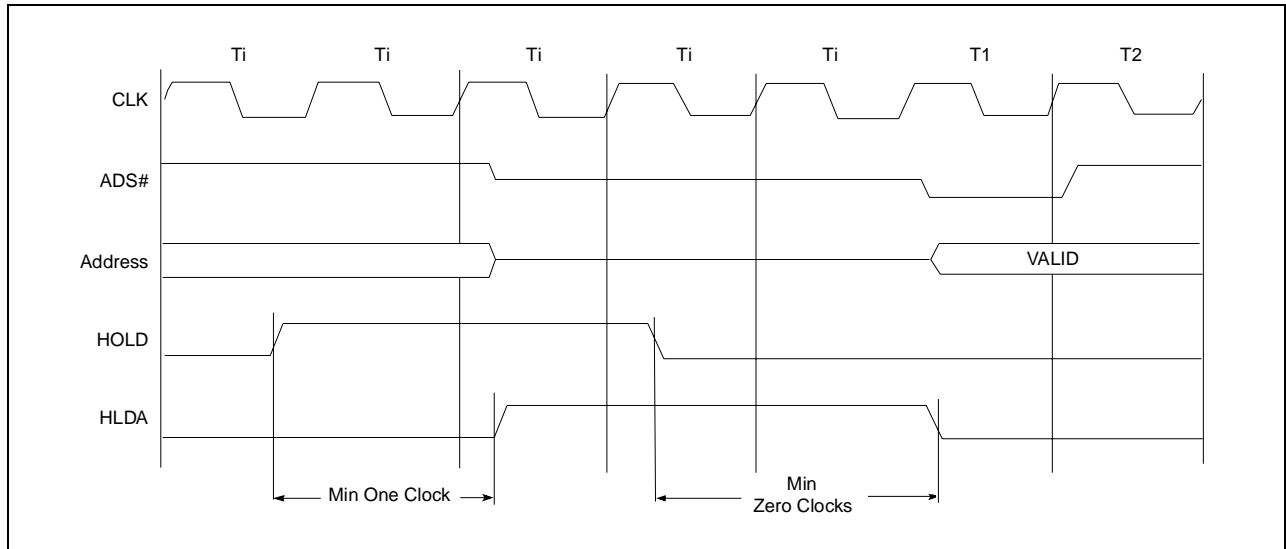 Ti Ti Ti Ti Ti T1 T2
CLK
ADS#
Address
VALID
HOLD
HLDA
Min One Clock
Min
Zero Clocks